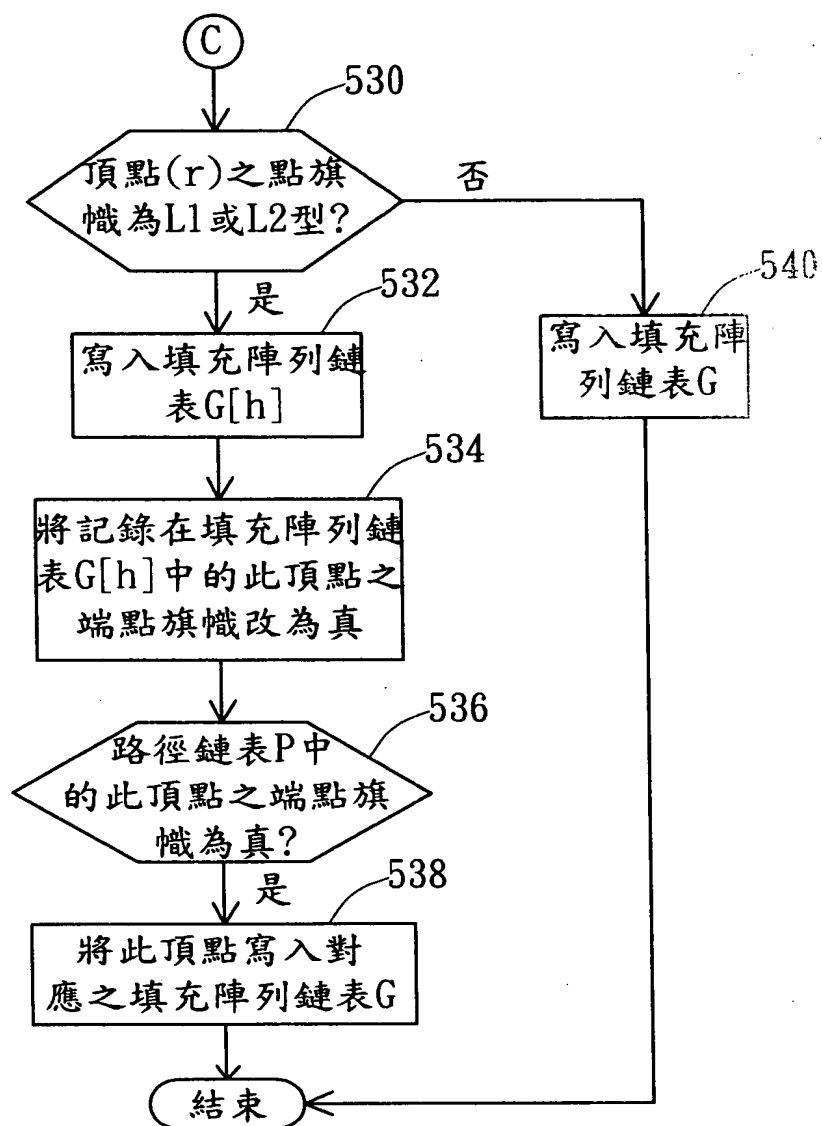 C
530
頂點(r)之點旗
幟為L1或L2型?
否
是
532
540
寫入填充陣列鏈
表G[h]
寫入填充陣
列鏈表G
534
將記錄在填充陣列鏈
表G[h]中的此頂點之
端點旗幟改為真
536
路徑鏈表P中
的此頂點之端點旗
幟為真?
是
538
將此頂點寫入對
應之填充陣列鏈表G
結束